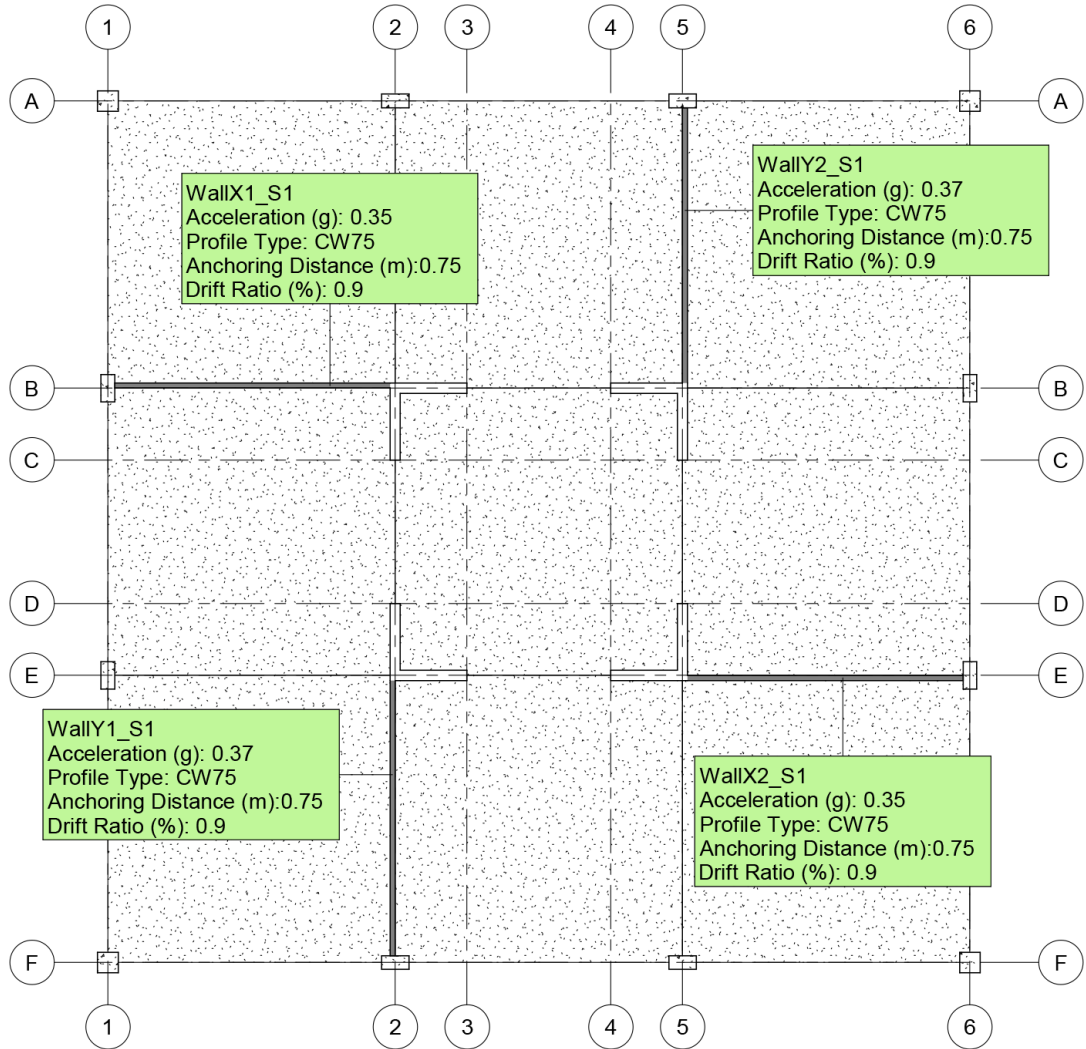 1 2 3 4 5 6
A A
WallX1_S1
Acceleration (g): 0.35
Profile Type: CW75
Anchoring Distance (m):0.75
Drift Ratio (%): 0.9
WallY2_S1
Acceleration (g): 0.37
Profile Type: CW75
Anchoring Distance (m):0.75
Drift Ratio (%): 0.9
B B
C C
D D
E E
WallY1_S1
Acceleration (g): 0.37
Profile Type: CW75
Anchoring Distance (m):0.75
Drift Ratio (%): 0.9
WallX2_S1
Acceleration (g): 0.35
Profile Type: CW75
Anchoring Distance (m):0.75
Drift Ratio (%): 0.9
F F
1 2 3 4 5 6